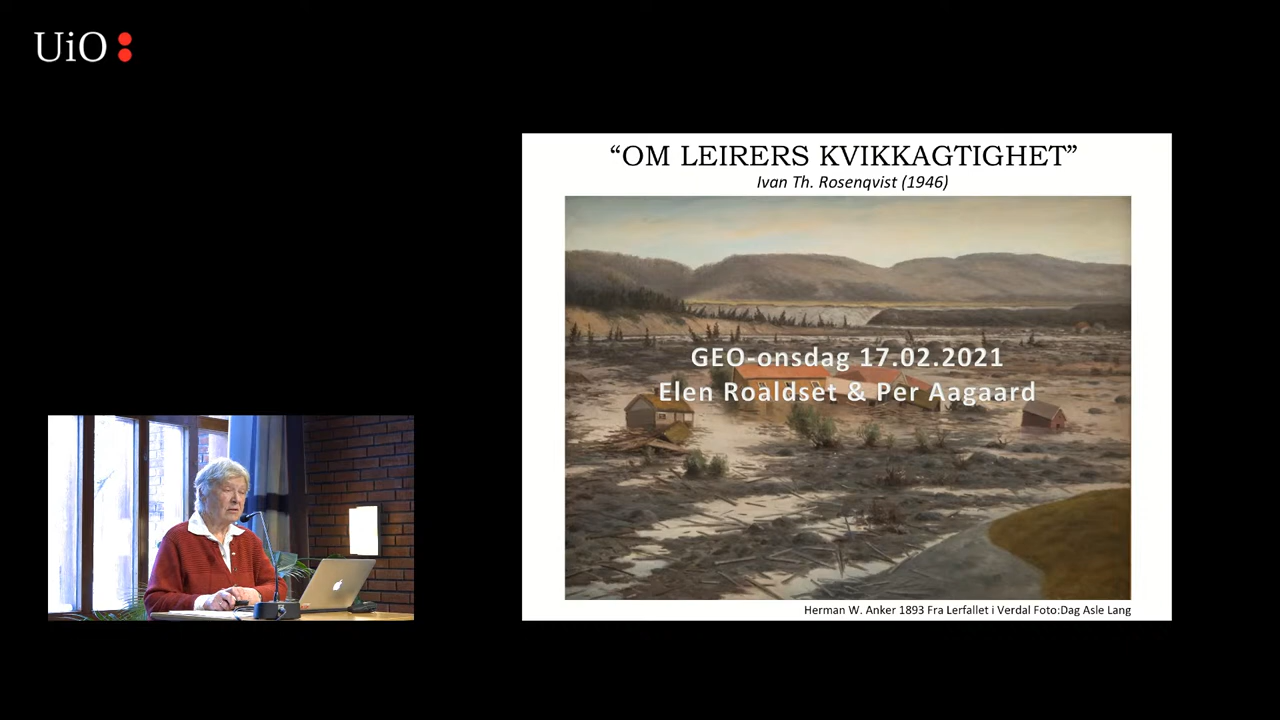 UiO
“OM LEIRERS KVIKKAGTIGHET”
Ivan Th. Rosenqvist (1946)
GEO-onsdag 17.02.2021
Elen Roaldset & Per Aagaard
Herman W. Anker 1893 Fra Lerfallet i Verdal Foto:Dag Asle Lang